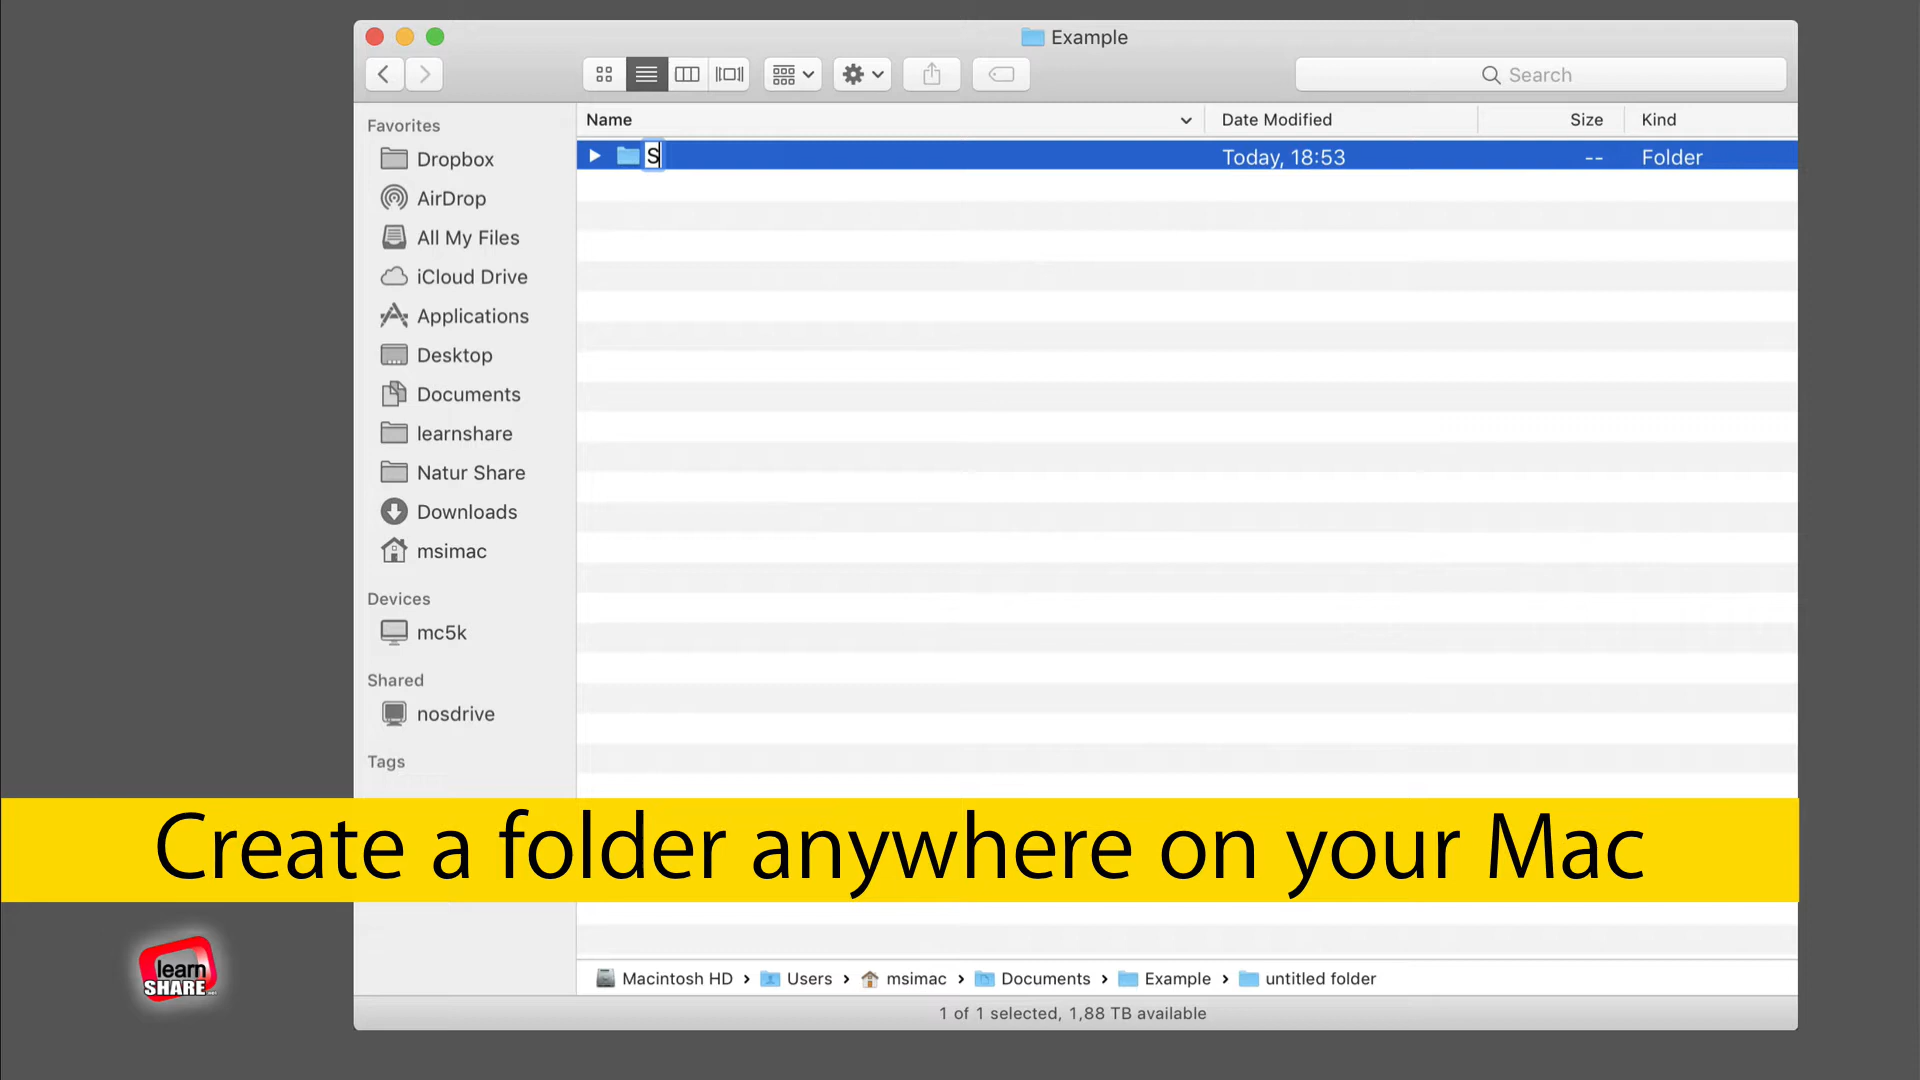 Example
Search
Favorites
Dropbox
AirDrop
All My Files
iCloud Drive
Applications
Desktop
Documents
learnshare
Natur Share
Downloads
msimac
Devices
mc5k
Shared
nosdrive
Tags
Name Date Modified Size Kind
S Today, 18:53 -- Folder
Create a folder anywhere on your Mac
learn
SHARE
Macintosh HD › Users › msimac › Documents › Example › untitled folder
1 of 1 selected, 1,88 TB available